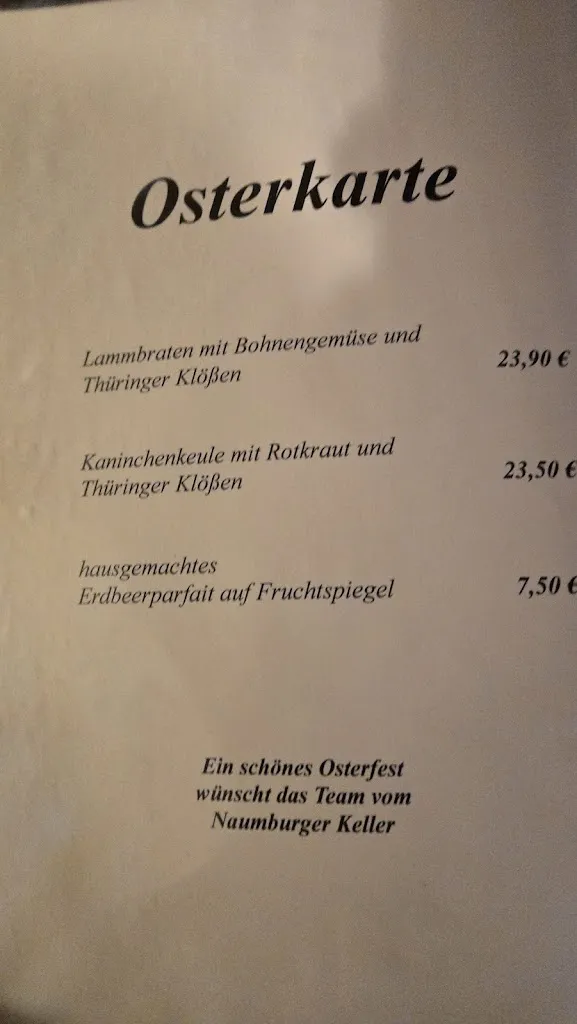 Osterkarte
Lammbraten mit Bohnengemüse und
Thüringer Klößen
23,90 €
Kaninchenkeule mit Rotkraut und
Thüringer Klößen
23,50 €
hausgemachtes
Erdbeerparfait auf Fruchtspiegel
7,50 €
Ein schönes Osterfest
wünscht das Team vom
Naumburger Keller